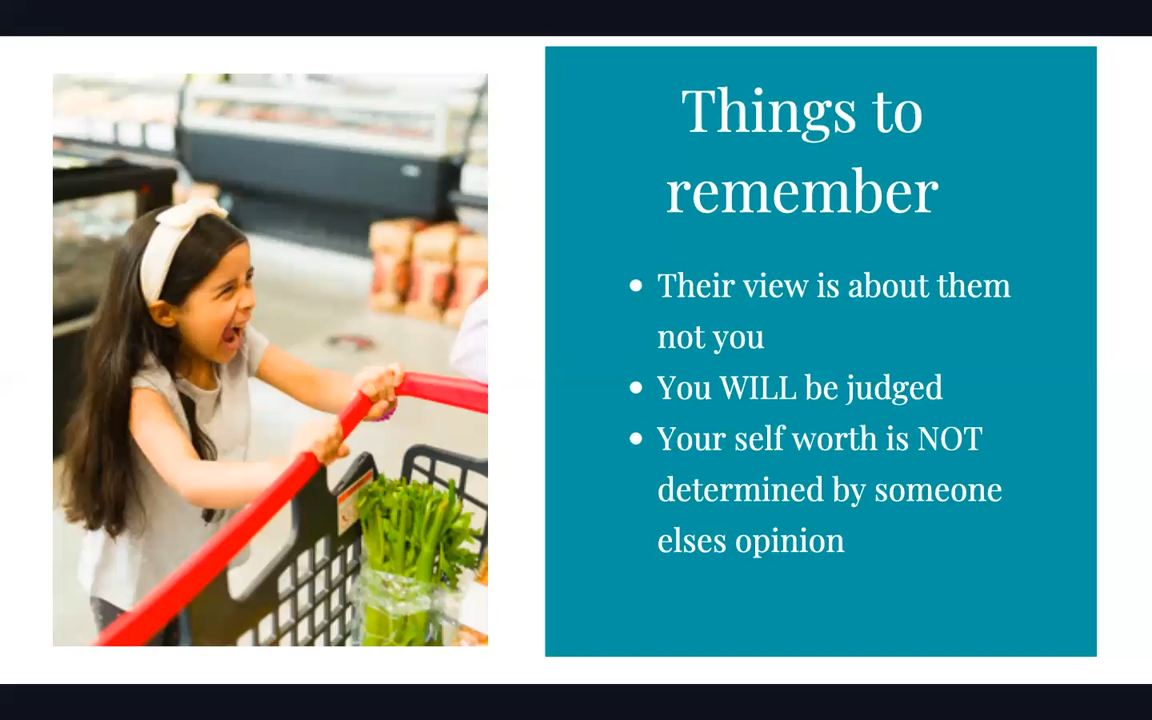 Things to
remember
• Their view is about them
not you
• You WILL be judged
• Your self worth is NOT
determined by someone
elses opinion